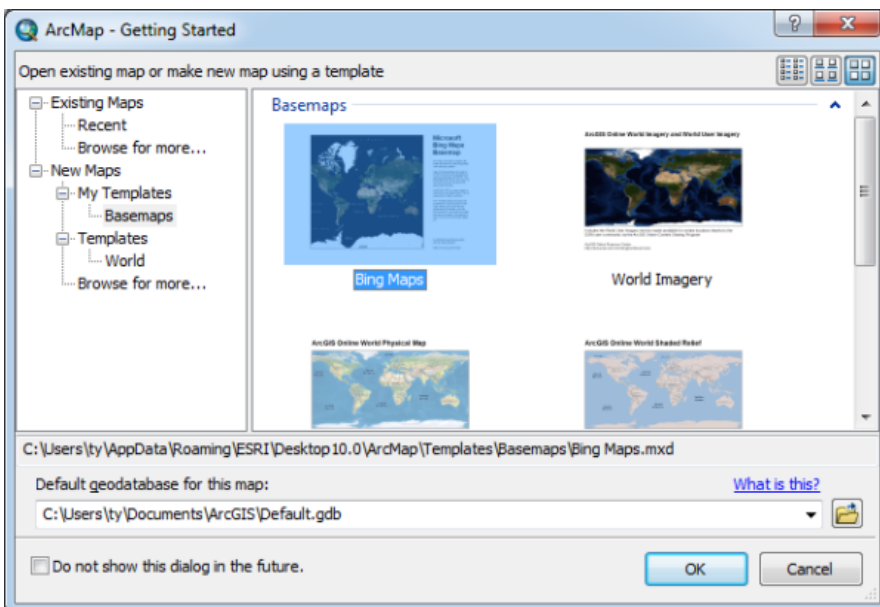 ArcMap - Getting Started
Open existing map or make new map using a template
Existing Maps
Recent
Browse for more...
New Maps
My Templates
Basemaps
Templates
World
Browse for more...
Basemaps
Microsoft
Bing Maps
Basemap
Bing Maps
ArcGIS Online World Imagery and World User Imagery
World Imagery
ArcGIS Online World Physical Map
ArcGIS Online World Shaded Relief
C:\Users\ty\AppData\Roaming\ESRI\Desktop10.0\ArcMap\Templates\Basemaps\Bing Maps.mxd
Default geodatabase for this map:
What is this?
C:\Users\ty\Documents\ArcGIS\Default.gdb
Do not show this dialog in the future.
OK
Cancel